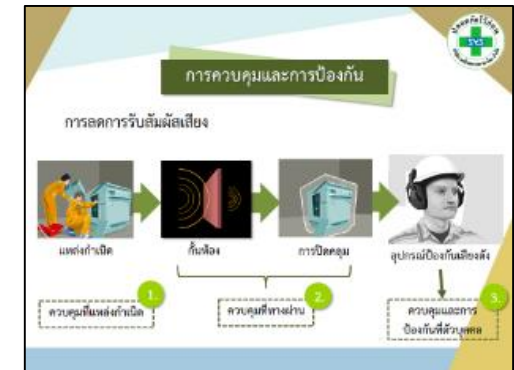 การควบคุมและการป้องกัน
การลดการรับสัมผัสเสียง
แหล่งกำเนิด
กั้นห้อง
การปิดคลุม
อุปกรณ์ป้องกันเสียงดัง
1.
2.
3.
ควบคุมที่แหล่งกำเนิด
ควบคุมที่ทางผ่าน
ควบคุมและการ
ป้องกันที่ตัวบุคคล